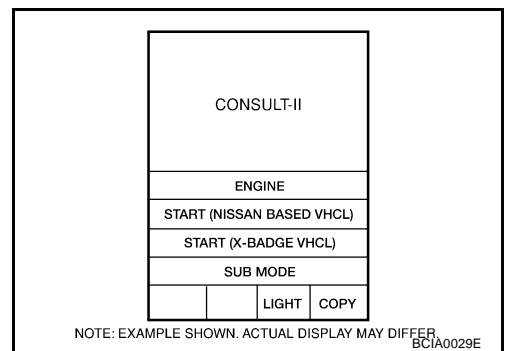 CONSULT-II
ENGINE
START (NISSAN BASED VHCL)
START (X-BADGE VHCL)
SUB MODE
LIGHT COPY
NOTE: EXAMPLE SHOWN. ACTUAL DISPLAY MAY DIFFER.
BCIA0029E